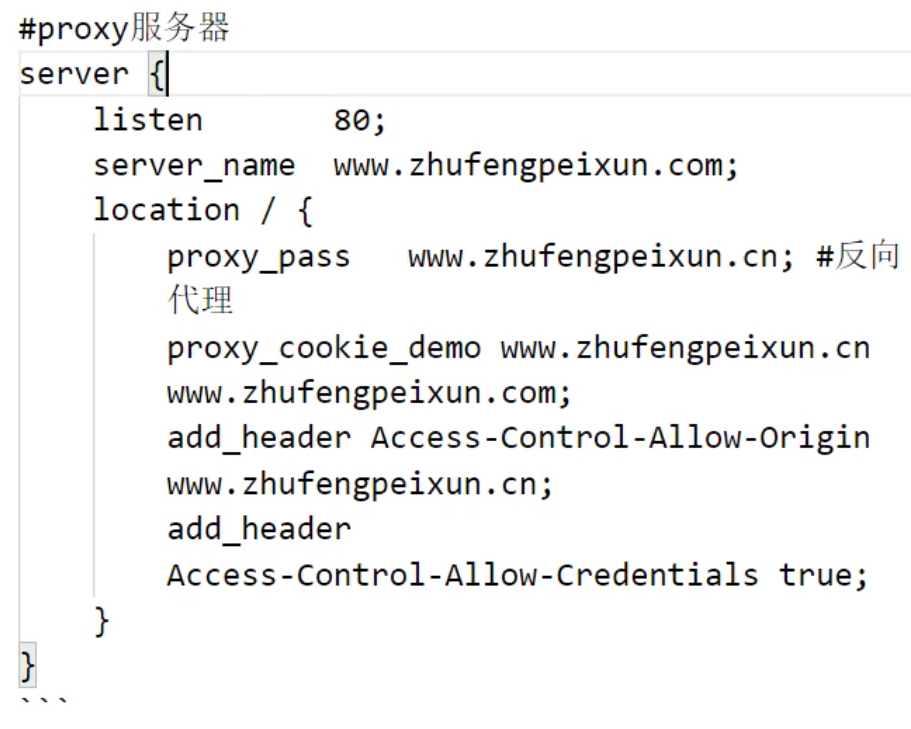 #proxy服务器
server {
listen 80;
server_name www.zhufengpeixun.com;
location / {
proxy_pass www.zhufengpeixun.cn; #反向
代理
proxy_cookie_demo www.zhufengpeixun.cn
www.zhufengpeixun.com;
add_header Access-Control-Allow-Origin
www.zhufengpeixun.cn;
add_header
Access-Control-Allow-Credentials true;
}
}
```